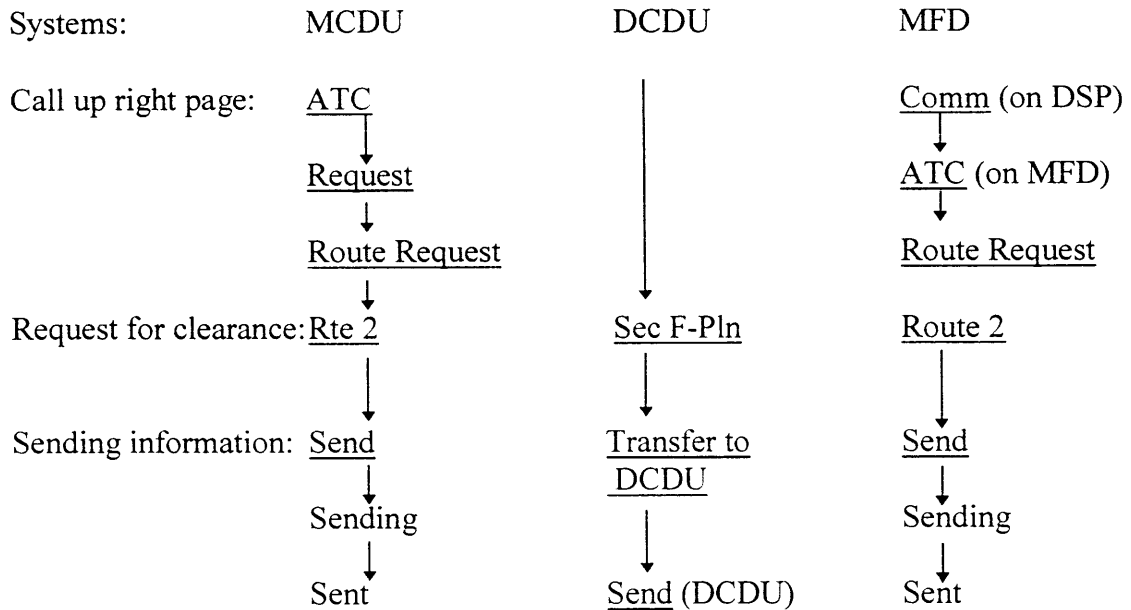 Systems: MCDU DCDU MFD
Call up right page: ATC Comm (on DSP)
Request ATC (on MFD)
Route Request Route Request
Request for clearance: Rte 2 Sec F-Pln Route 2
Sending information: Send Transfer to Send
DCDU
Sending Sending
Sent Send (DCDU) Sent